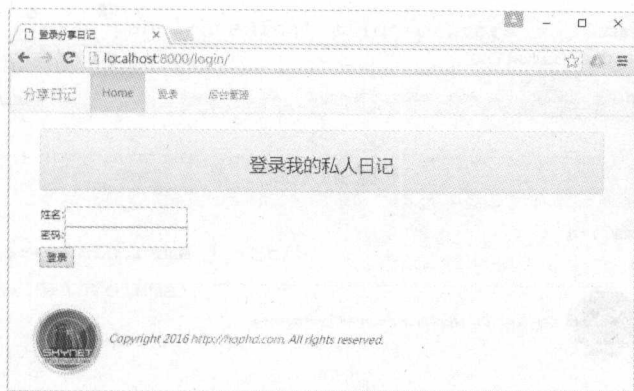 登录分享日记
localhost:8000/login/
分享日记 Home 登录 后台管理
登录我的私人日记
姓名:
密码:
登录
SKYNET
Copyright 2016 http://hophd.com. All rights reserved.